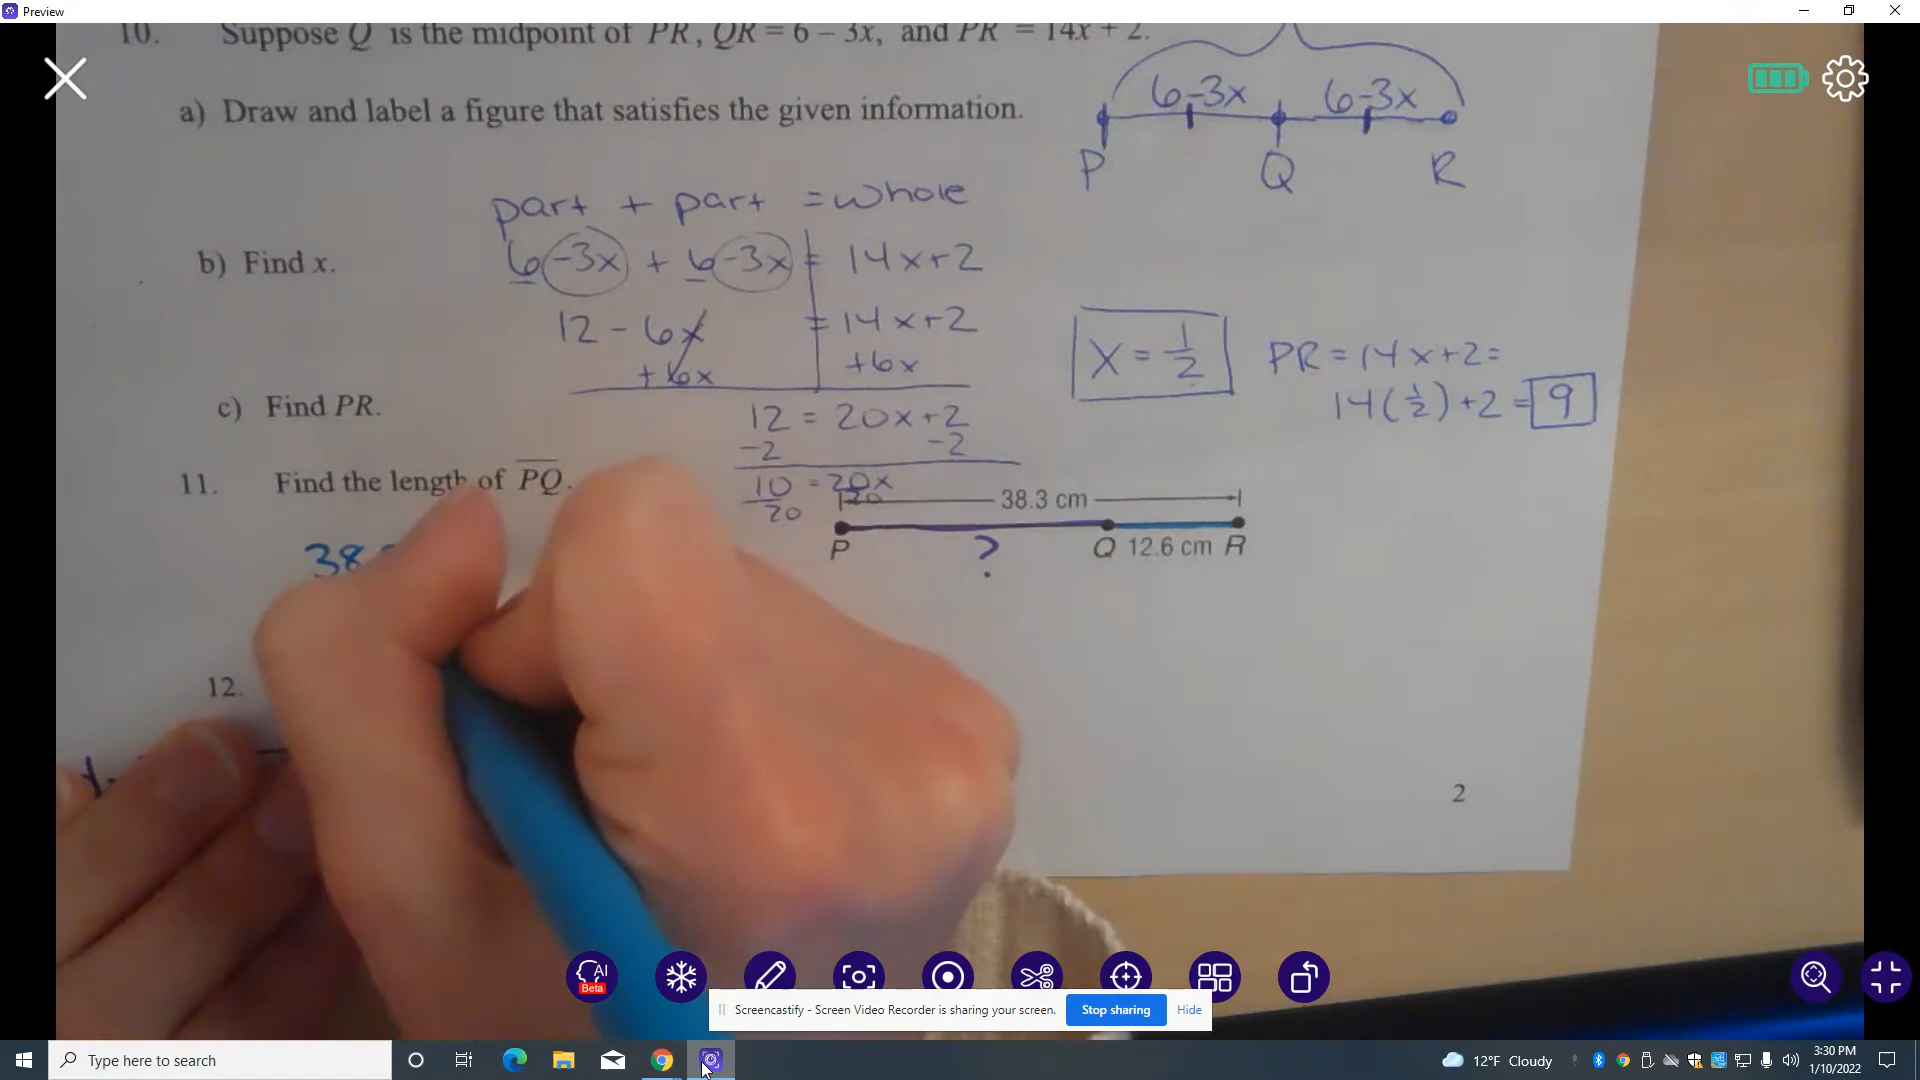 Preview
10. Suppose Q is the midpoint of PR, QR = 6 – 3x, and PR = 14x + 2.
6-3x 6-3x
a) Draw and label a figure that satisfies the given information.
P Q R
part + part = whole
b) Find x.
6-3x + 6-3x = 14x+2
12 - 6x = 14x+2
+6x +6x
X = 1/2
PR = 14x+2 =
14(1/2) +2 = 9
c) Find PR.
12 = 20x+2
-2 -2
11. Find the length of PQ.
10 = 20x
20 20
38.3 cm
P ? Q 12.6 cm R
38
12.
2
AI
Beta
Screencastify - Screen Video Recorder is sharing your screen.
Stop sharing
Hide
Type here to search
12°F Cloudy
3:30 PM
1/10/2022